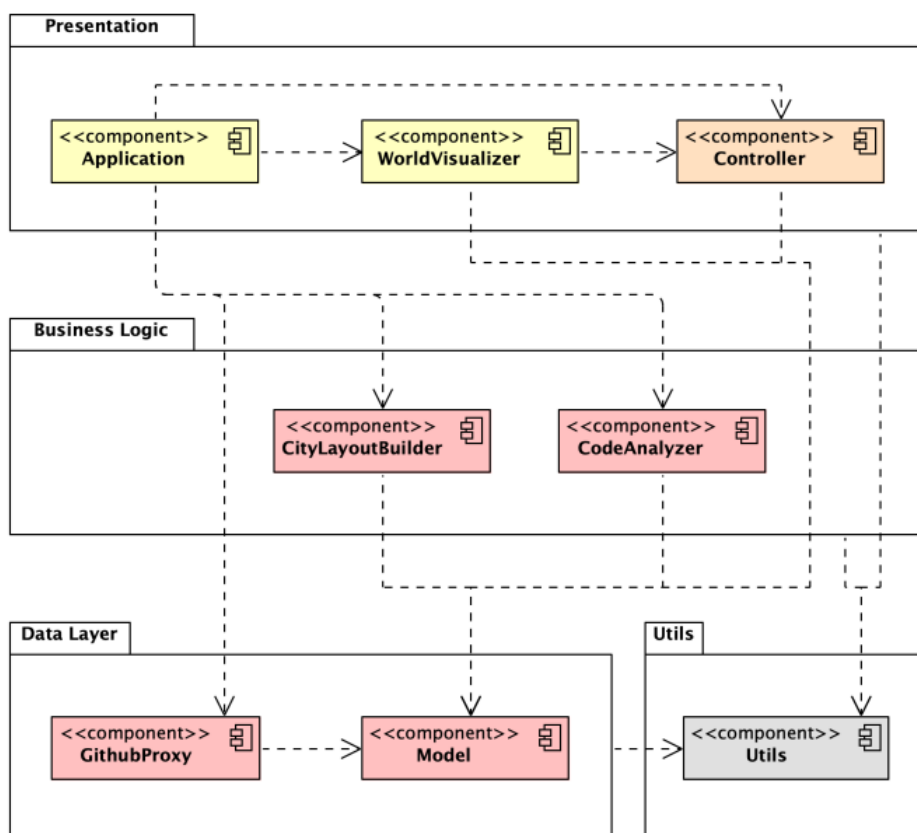 Presentation
<<component>>
Application
<<component>>
WorldVisualizer
<<component>>
Controller
Business Logic
<<component>>
CityLayoutBuilder
<<component>>
CodeAnalyzer
Data Layer
Utils
<<component>>
GithubProxy
<<component>>
Model
<<component>>
Utils